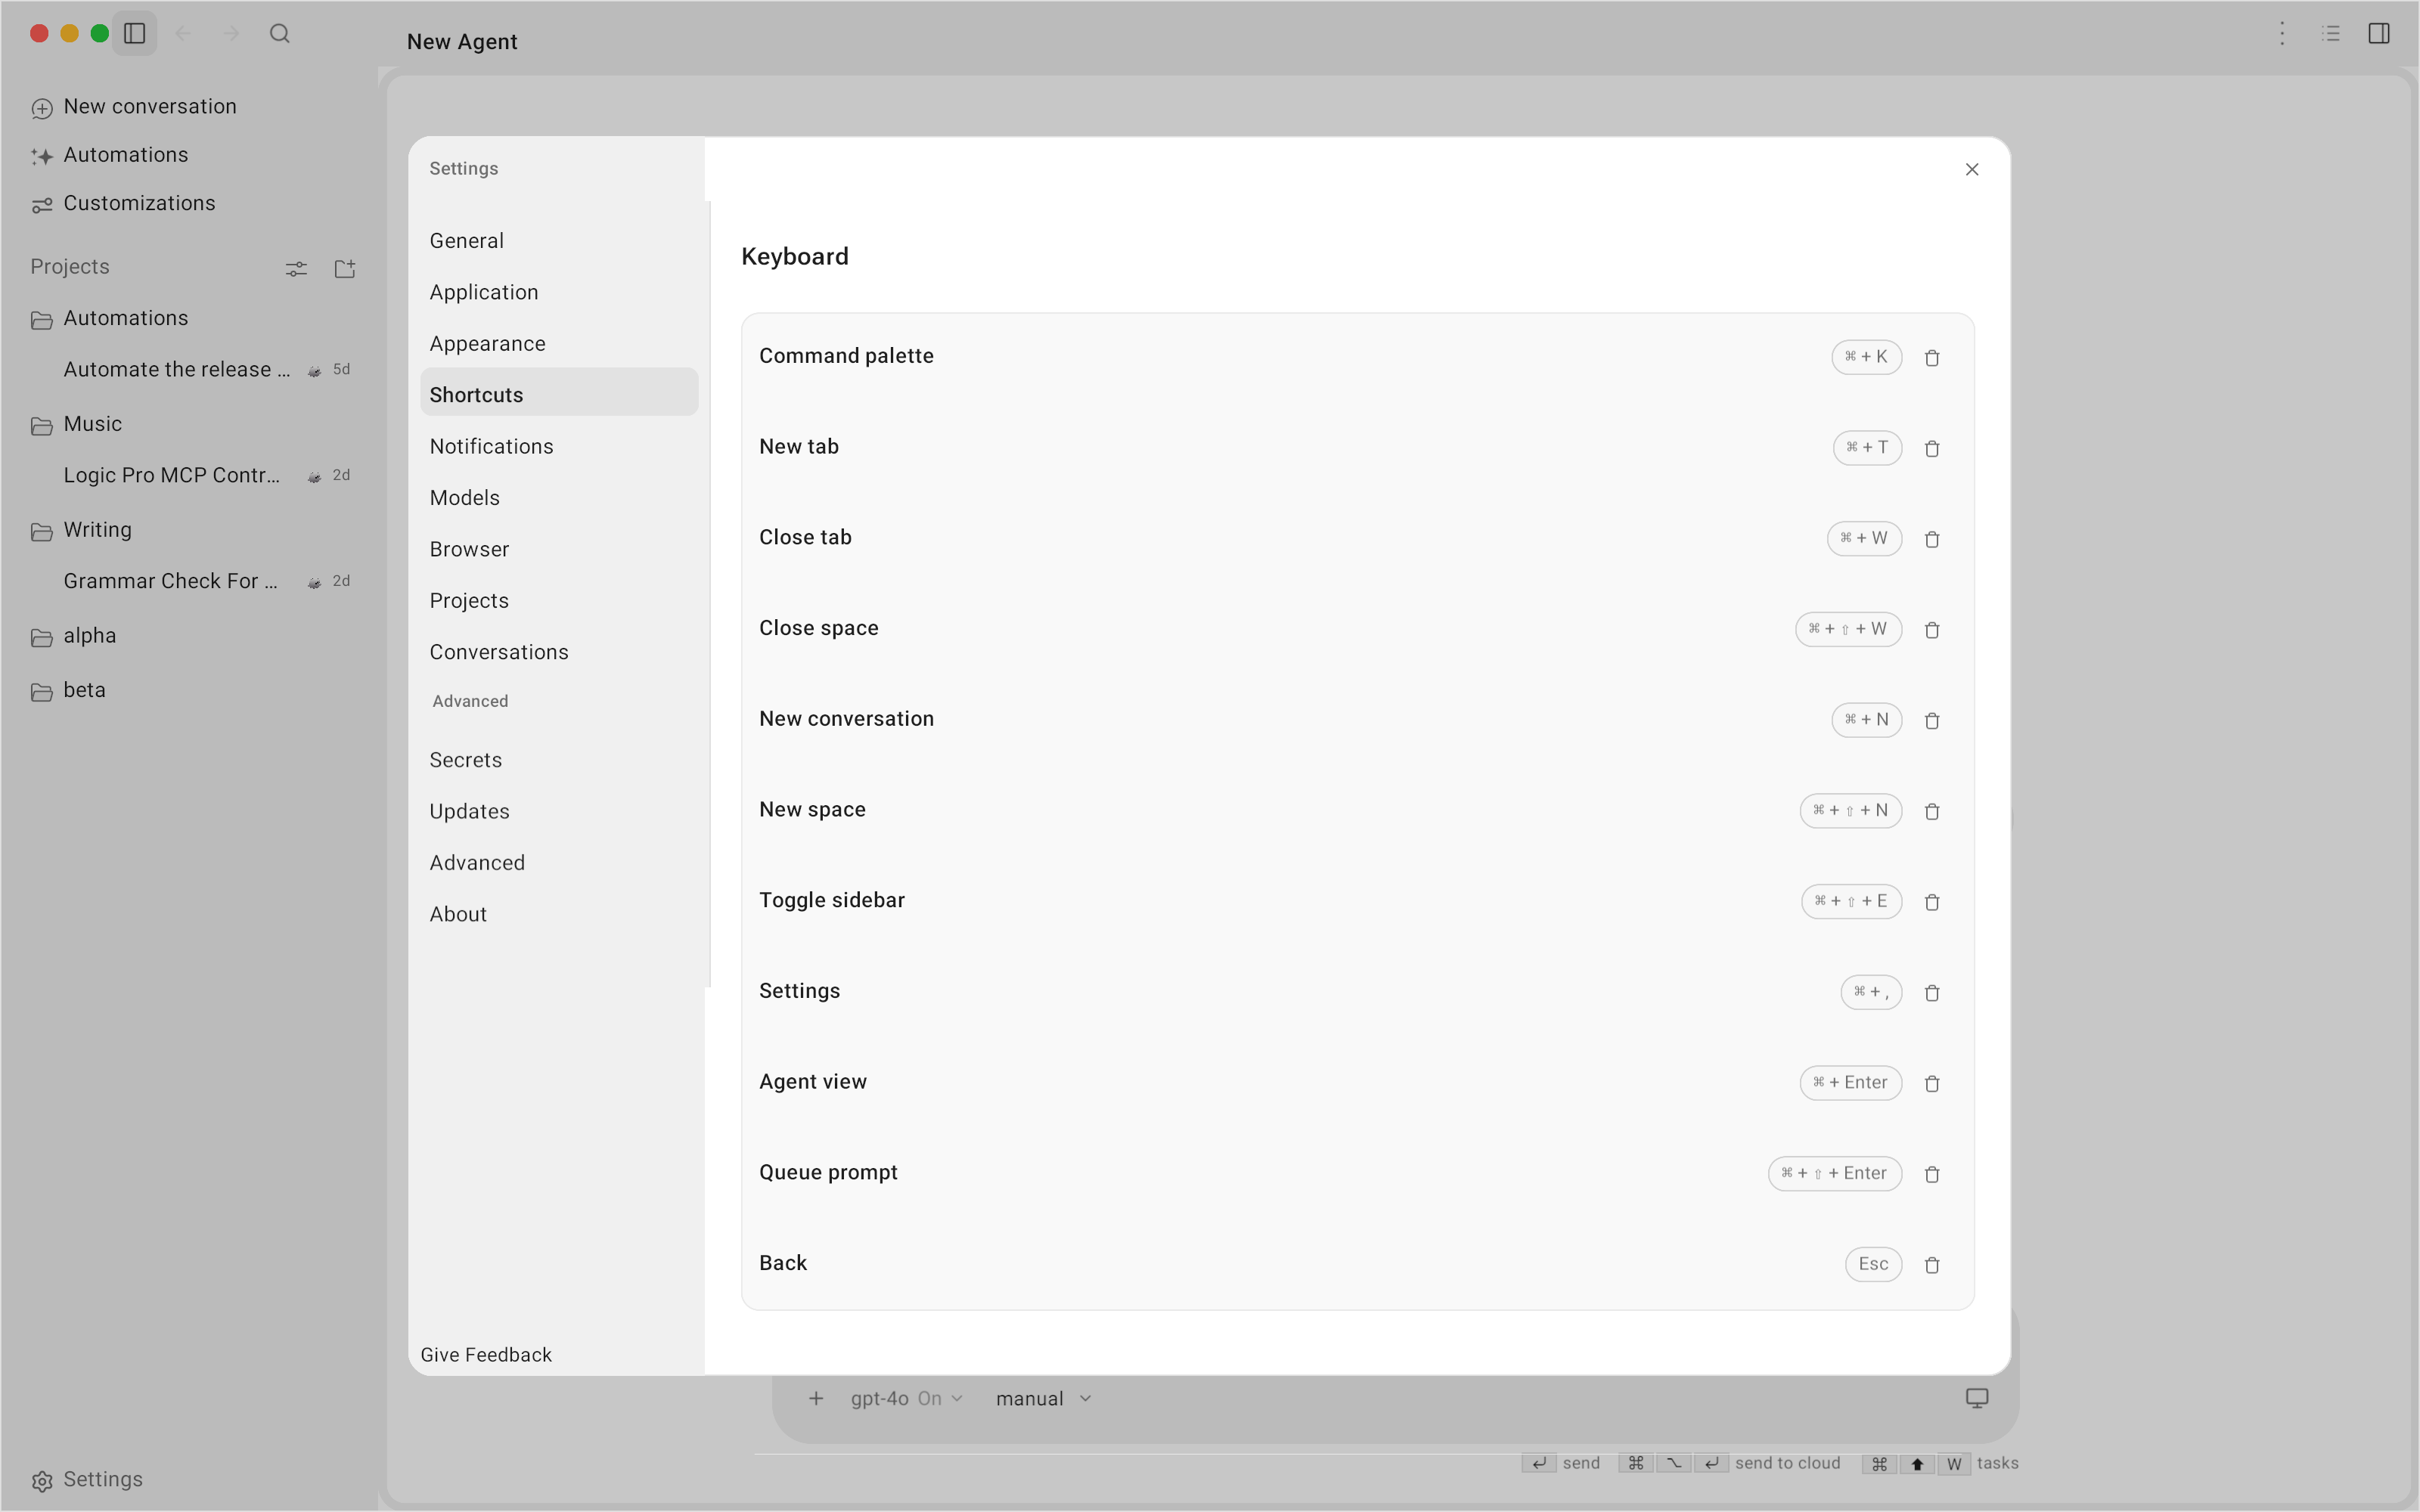 New Agent
New conversation
Automations
Customizations
Projects
Automations
Automate the release ... 5d
Music
Logic Pro MCP Contr... 2d
Writing
Grammar Check For ... 2d
alpha
beta
Settings
Settings
General
Application
Appearance
Shortcuts
Notifications
Models
Browser
Projects
Conversations
Advanced
Secrets
Updates
Advanced
About
Give Feedback
Keyboard
Command palette ⌘ + K
New tab ⌘ + T
Close tab ⌘ + W
Close space ⌘ + ⇧ + W
New conversation ⌘ + N
New space ⌘ + ⇧ + N
Toggle sidebar ⌘ + ⇧ + E
Settings ⌘ + ,
Agent view ⌘ + Enter
Queue prompt ⌘ + ⇧ + Enter
Back Esc
gpt-4o On manual
↵ send ⌘ ⌥ ↵ send to cloud ⌘ ⬆ W tasks